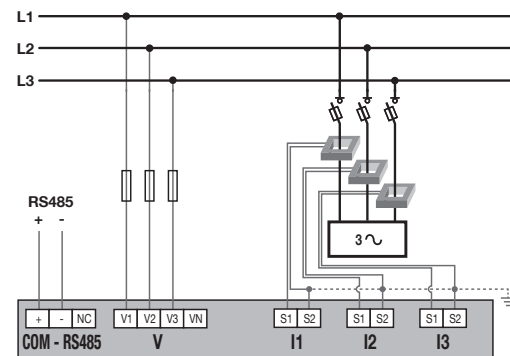 L1
L2
L3
RS485
+ -
3
+ - NC V1 V2 V3 VN S1 S2 S1 S2 S1 S2
COM - RS485 V I1 I2 I3